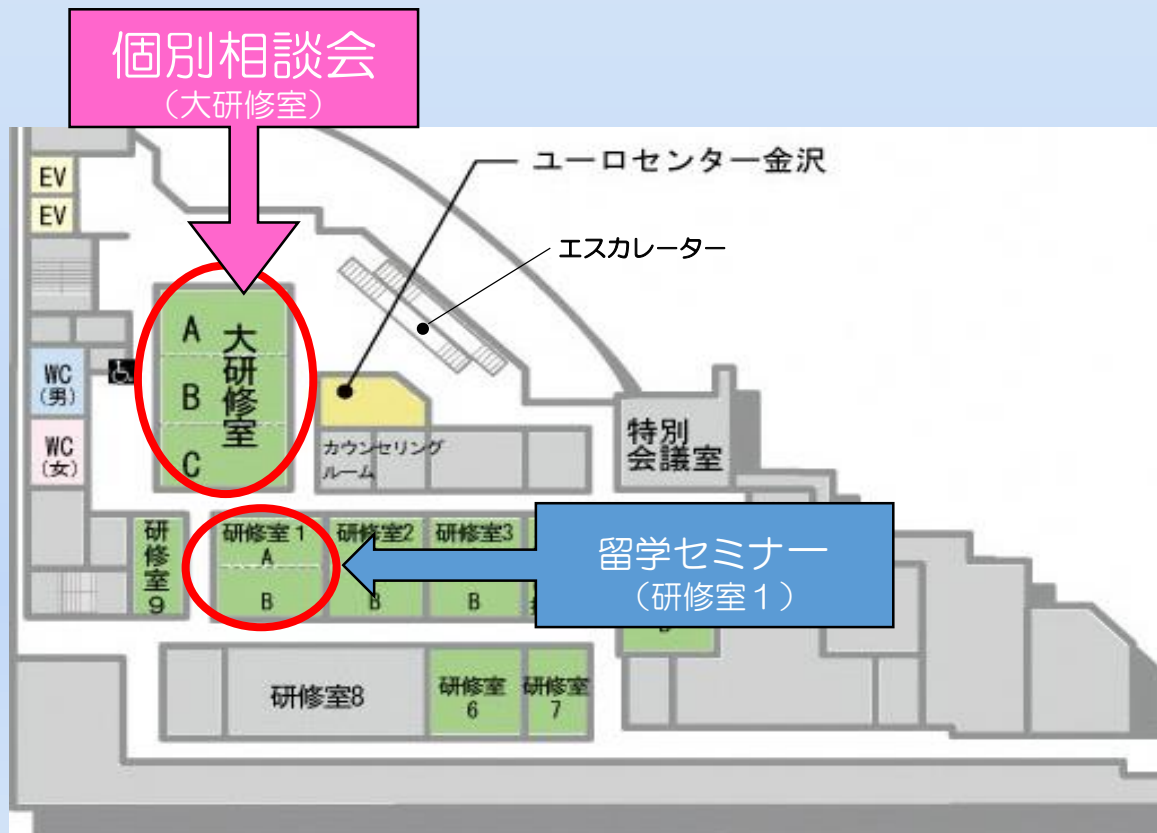 個別相談会
（大研修室）
ユーロセンター金沢
EV
EV
エスカレーター
A
B
C
大研修室
WC
(男)
WC
(女)
カウンセリング
ルーム
特別
会議室
研修室9
研修室1
A
B
研修室2
B
研修室3
B
留学セミナー
（研修室１）
研修室8
研修室
6
研修室
7